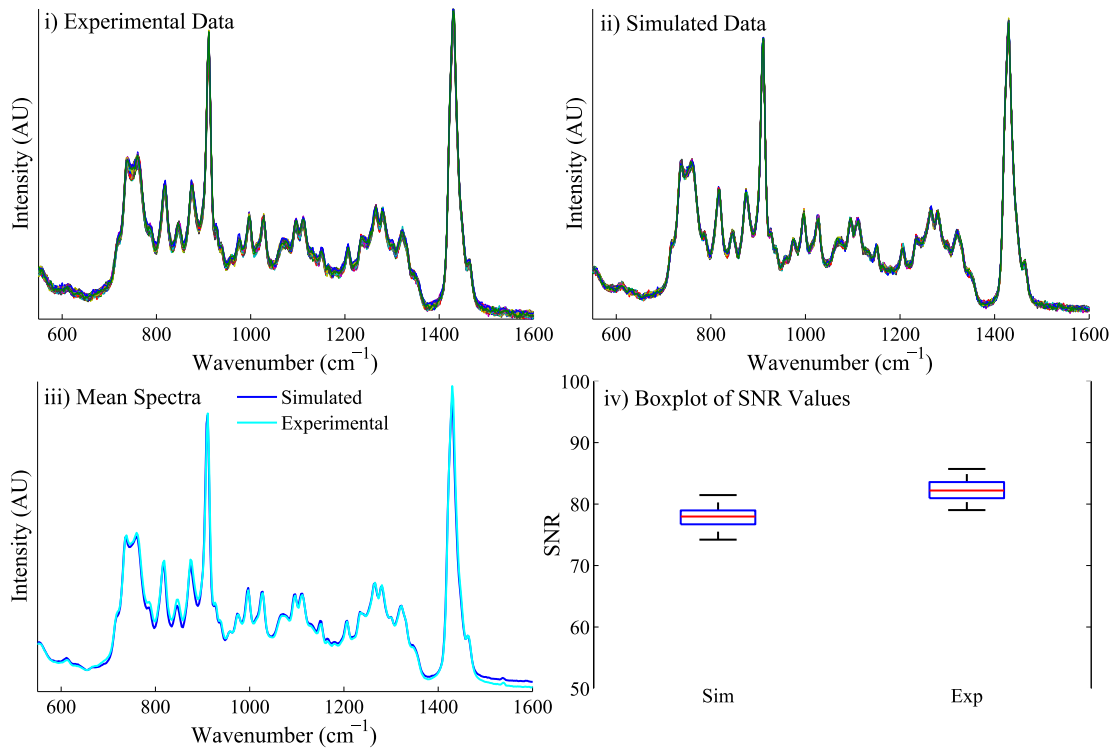 i) Experimental Data
Intensity (AU)
600 800 1000 1200 1400 1600
Wavenumber (cm⁻¹)
ii) Simulated Data
Intensity (AU)
600 800 1000 1200 1400 1600
Wavenumber (cm⁻¹)
iii) Mean Spectra
Simulated
Experimental
Intensity (AU)
600 800 1000 1200 1400 1600
Wavenumber (cm⁻¹)
iv) Boxplot of SNR Values
SNR
100
90
80
70
60
50
Sim Exp